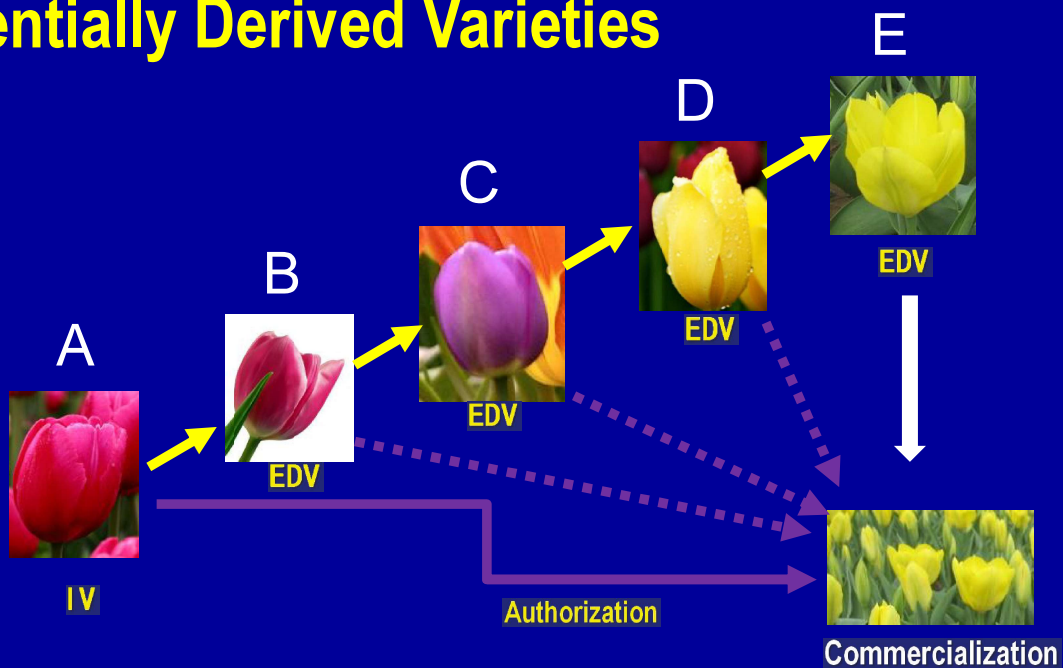 entially Derived Varieties
E
D
C
B
A
EDV
EDV
EDV
EDV
IV
Authorization
Commercialization